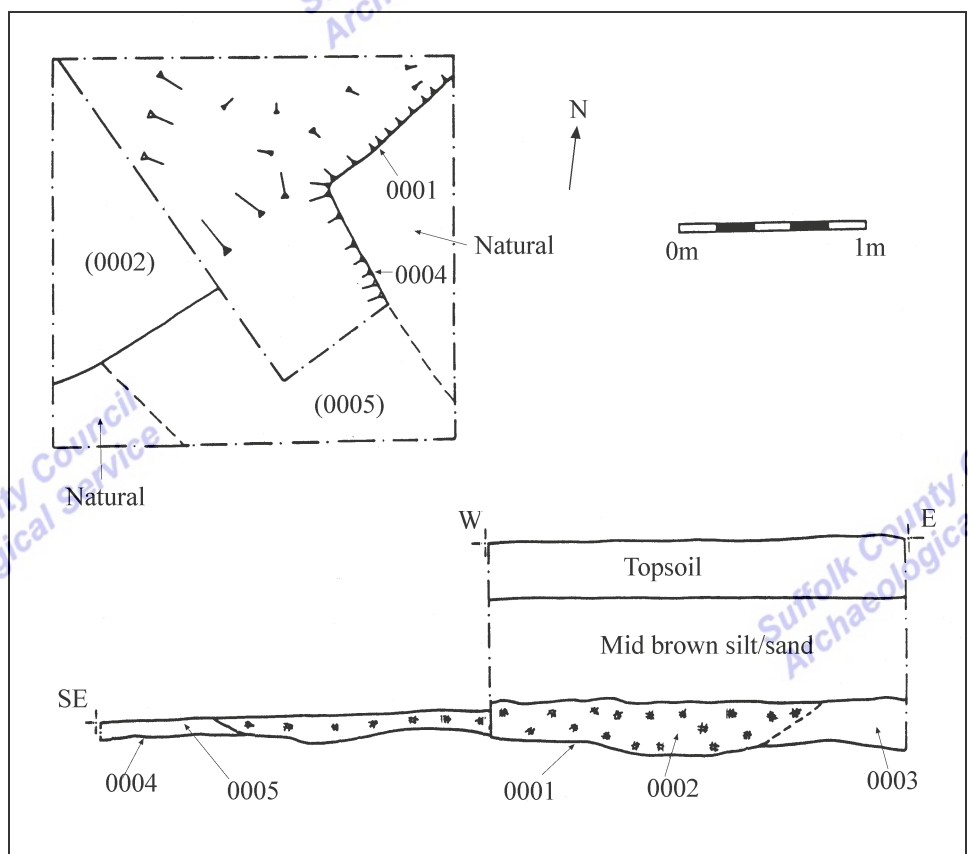 N
0001
Natural
0m
1m
(0002)
0004
(0005)
Natural
W
E
Topsoil
Mid brown silt/sand
SE
0004
0005
0001
0002
0003
Suffolk County
Archaeological
Council
Service